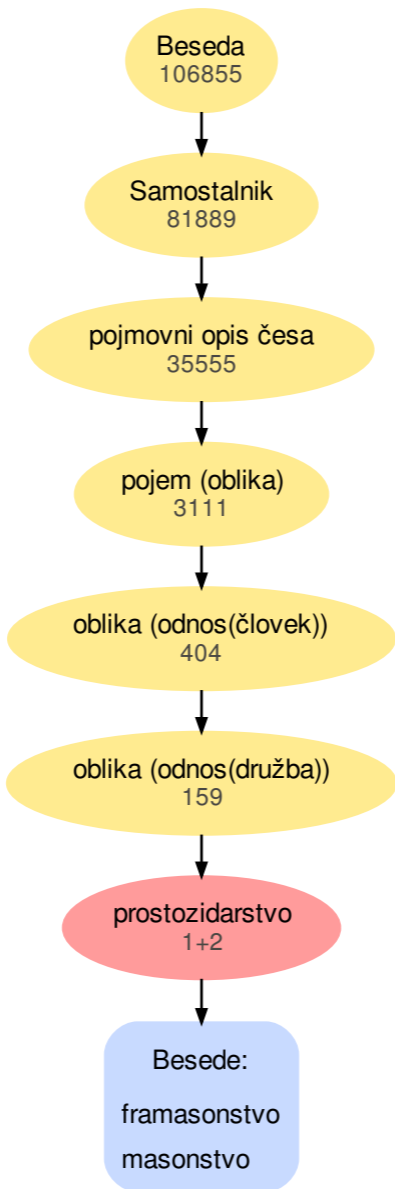 Beseda
106855
Samostalnik
81889
pojmovni opis česa
35555
pojem (oblika)
3111
oblika (odnos(človek))
404
oblika (odnos(družba))
159
prostozidarstvo
1+2
Besede:
framasonstvo
masonstvo